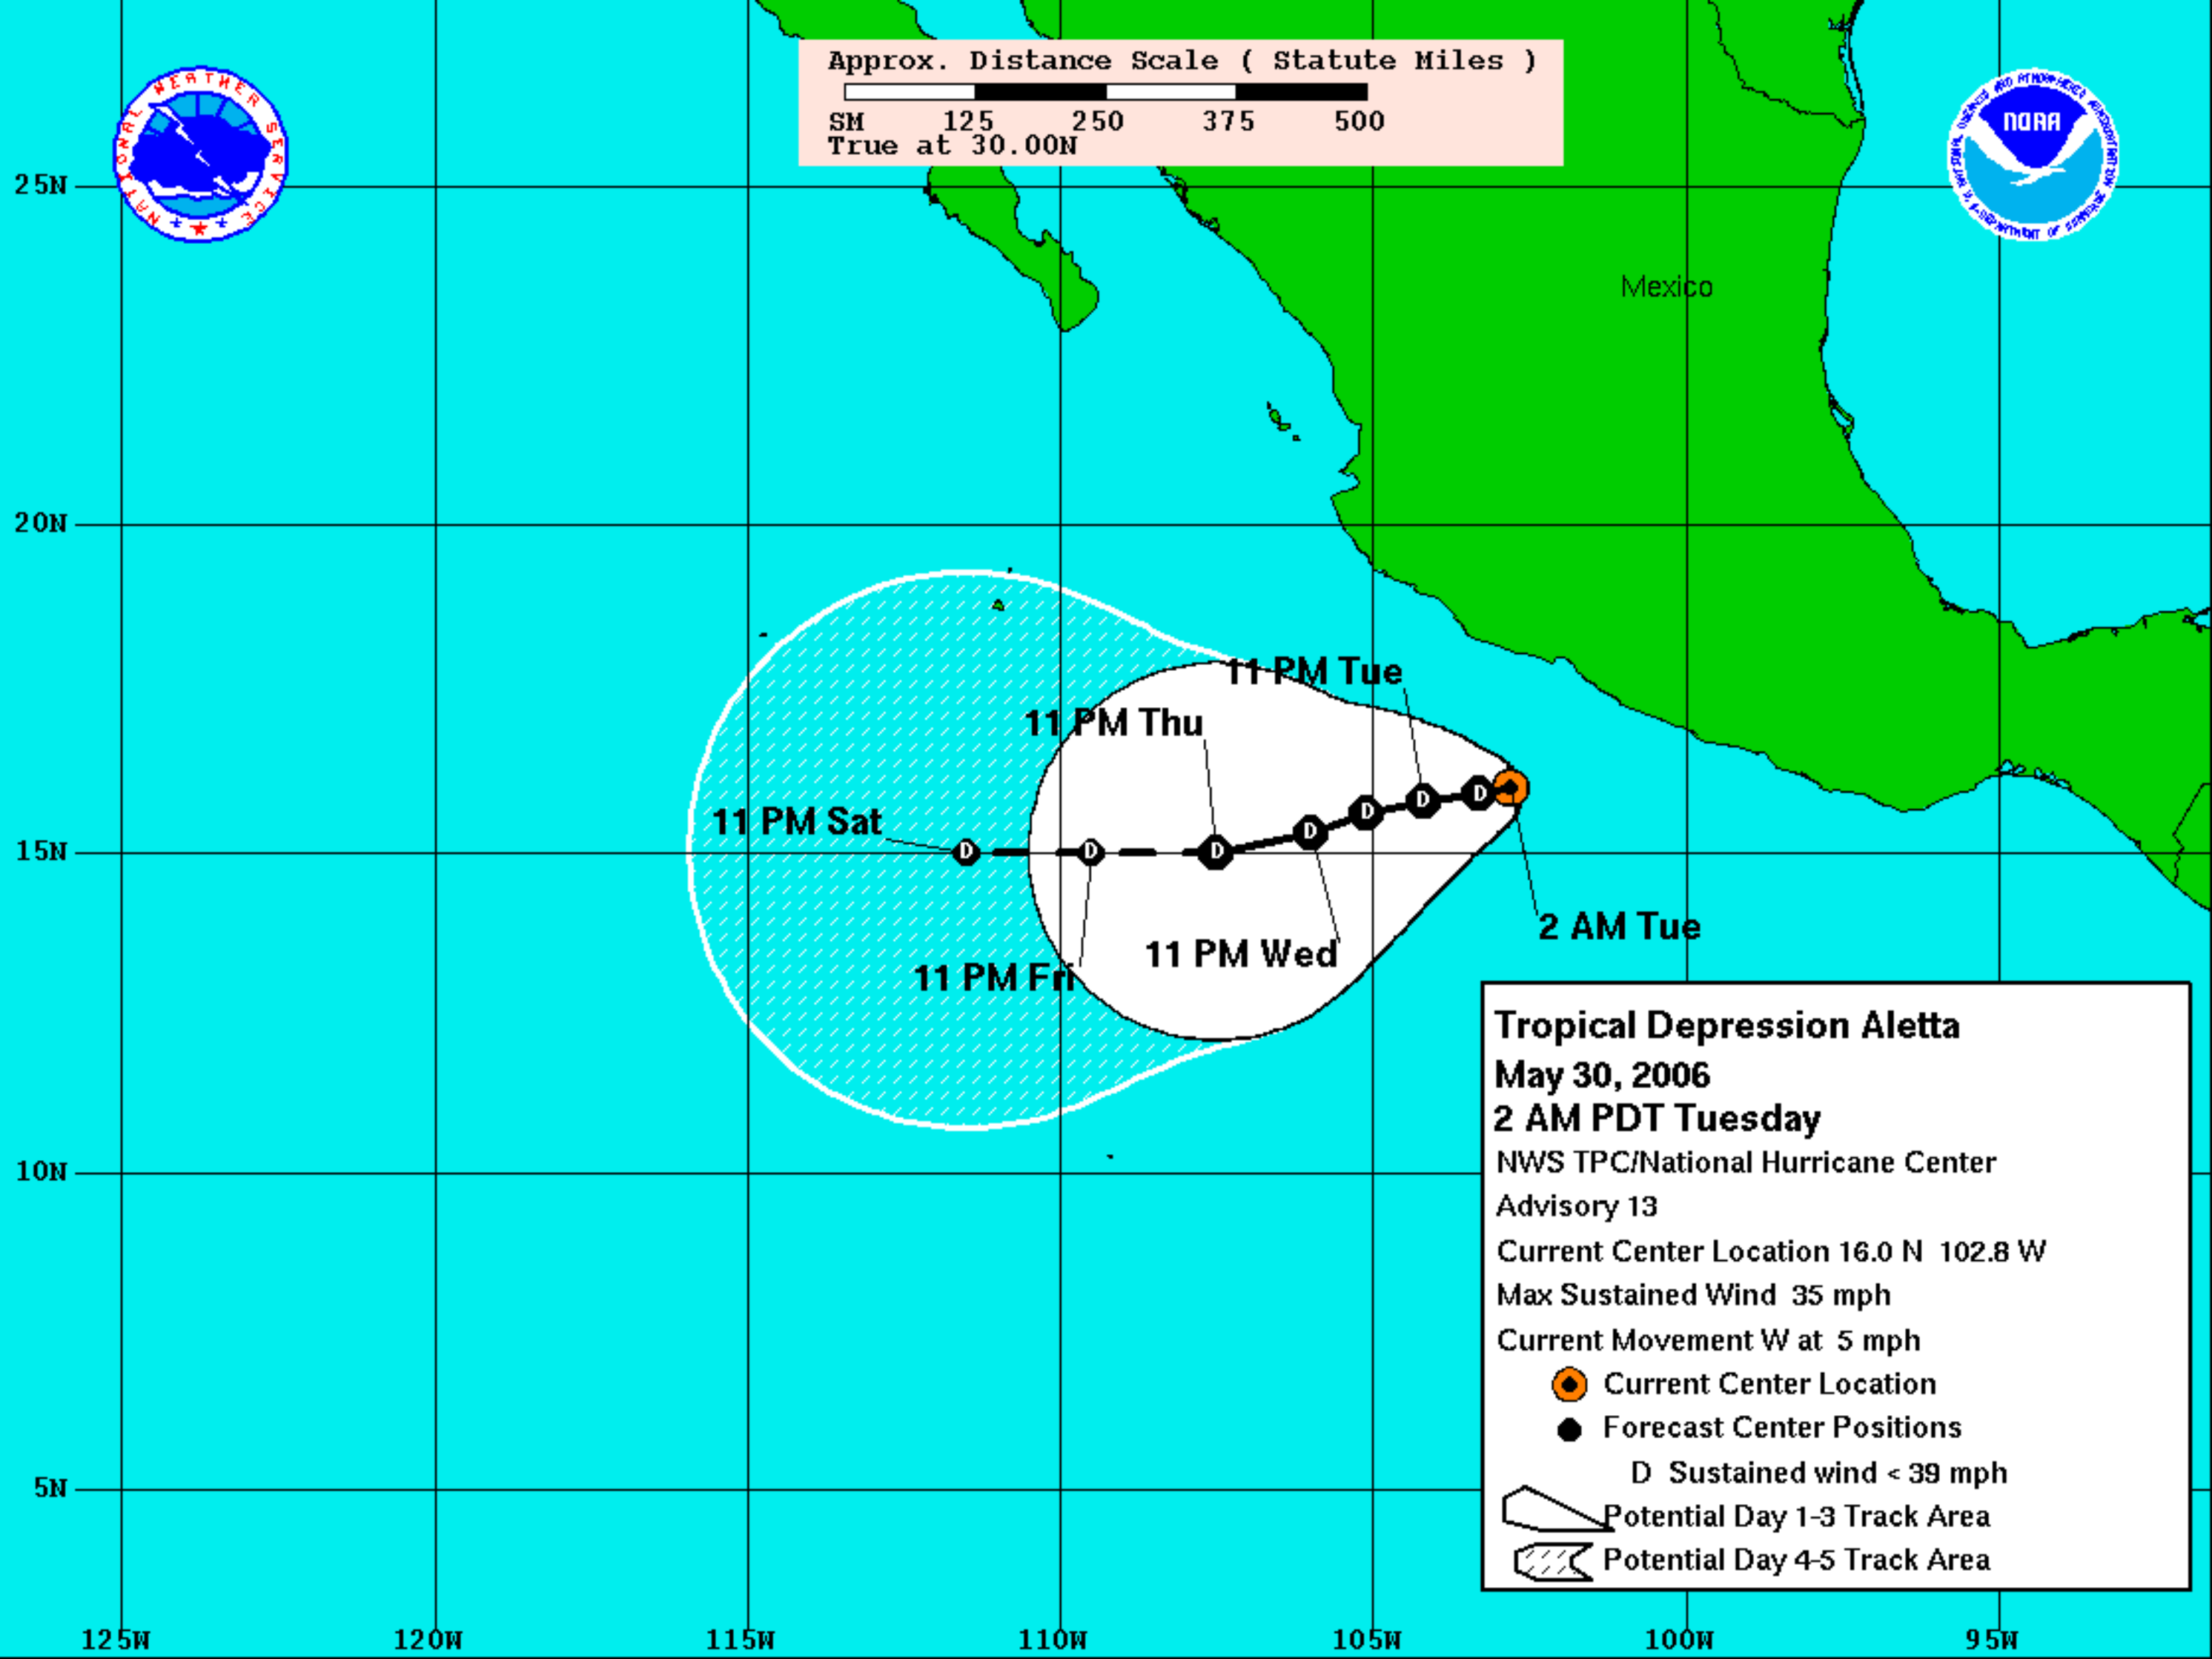 Approx. Distance Scale ( Statute Miles )
SM 125 250 375 500
True at 30.00N
NATIONAL WEATHER SERVICE
NOAA
25N
Mexico
20N
11 PM Tue
11 PM Thu
11 PM Sat
D D D D D D D
15N
2 AM Tue
11 PM Wed
11 PM Fri
Tropical Depression Aletta
May 30, 2006
2 AM PDT Tuesday
NWS TPC/National Hurricane Center
10N
Advisory 13
Current Center Location 16.0 N 102.8 W
Max Sustained Wind 35 mph
Current Movement W at 5 mph
Current Center Location
Forecast Center Positions
D Sustained wind < 39 mph
5N
Potential Day 1-3 Track Area
Potential Day 4-5 Track Area
125W 120W 115W 110W 105W 100W 95W